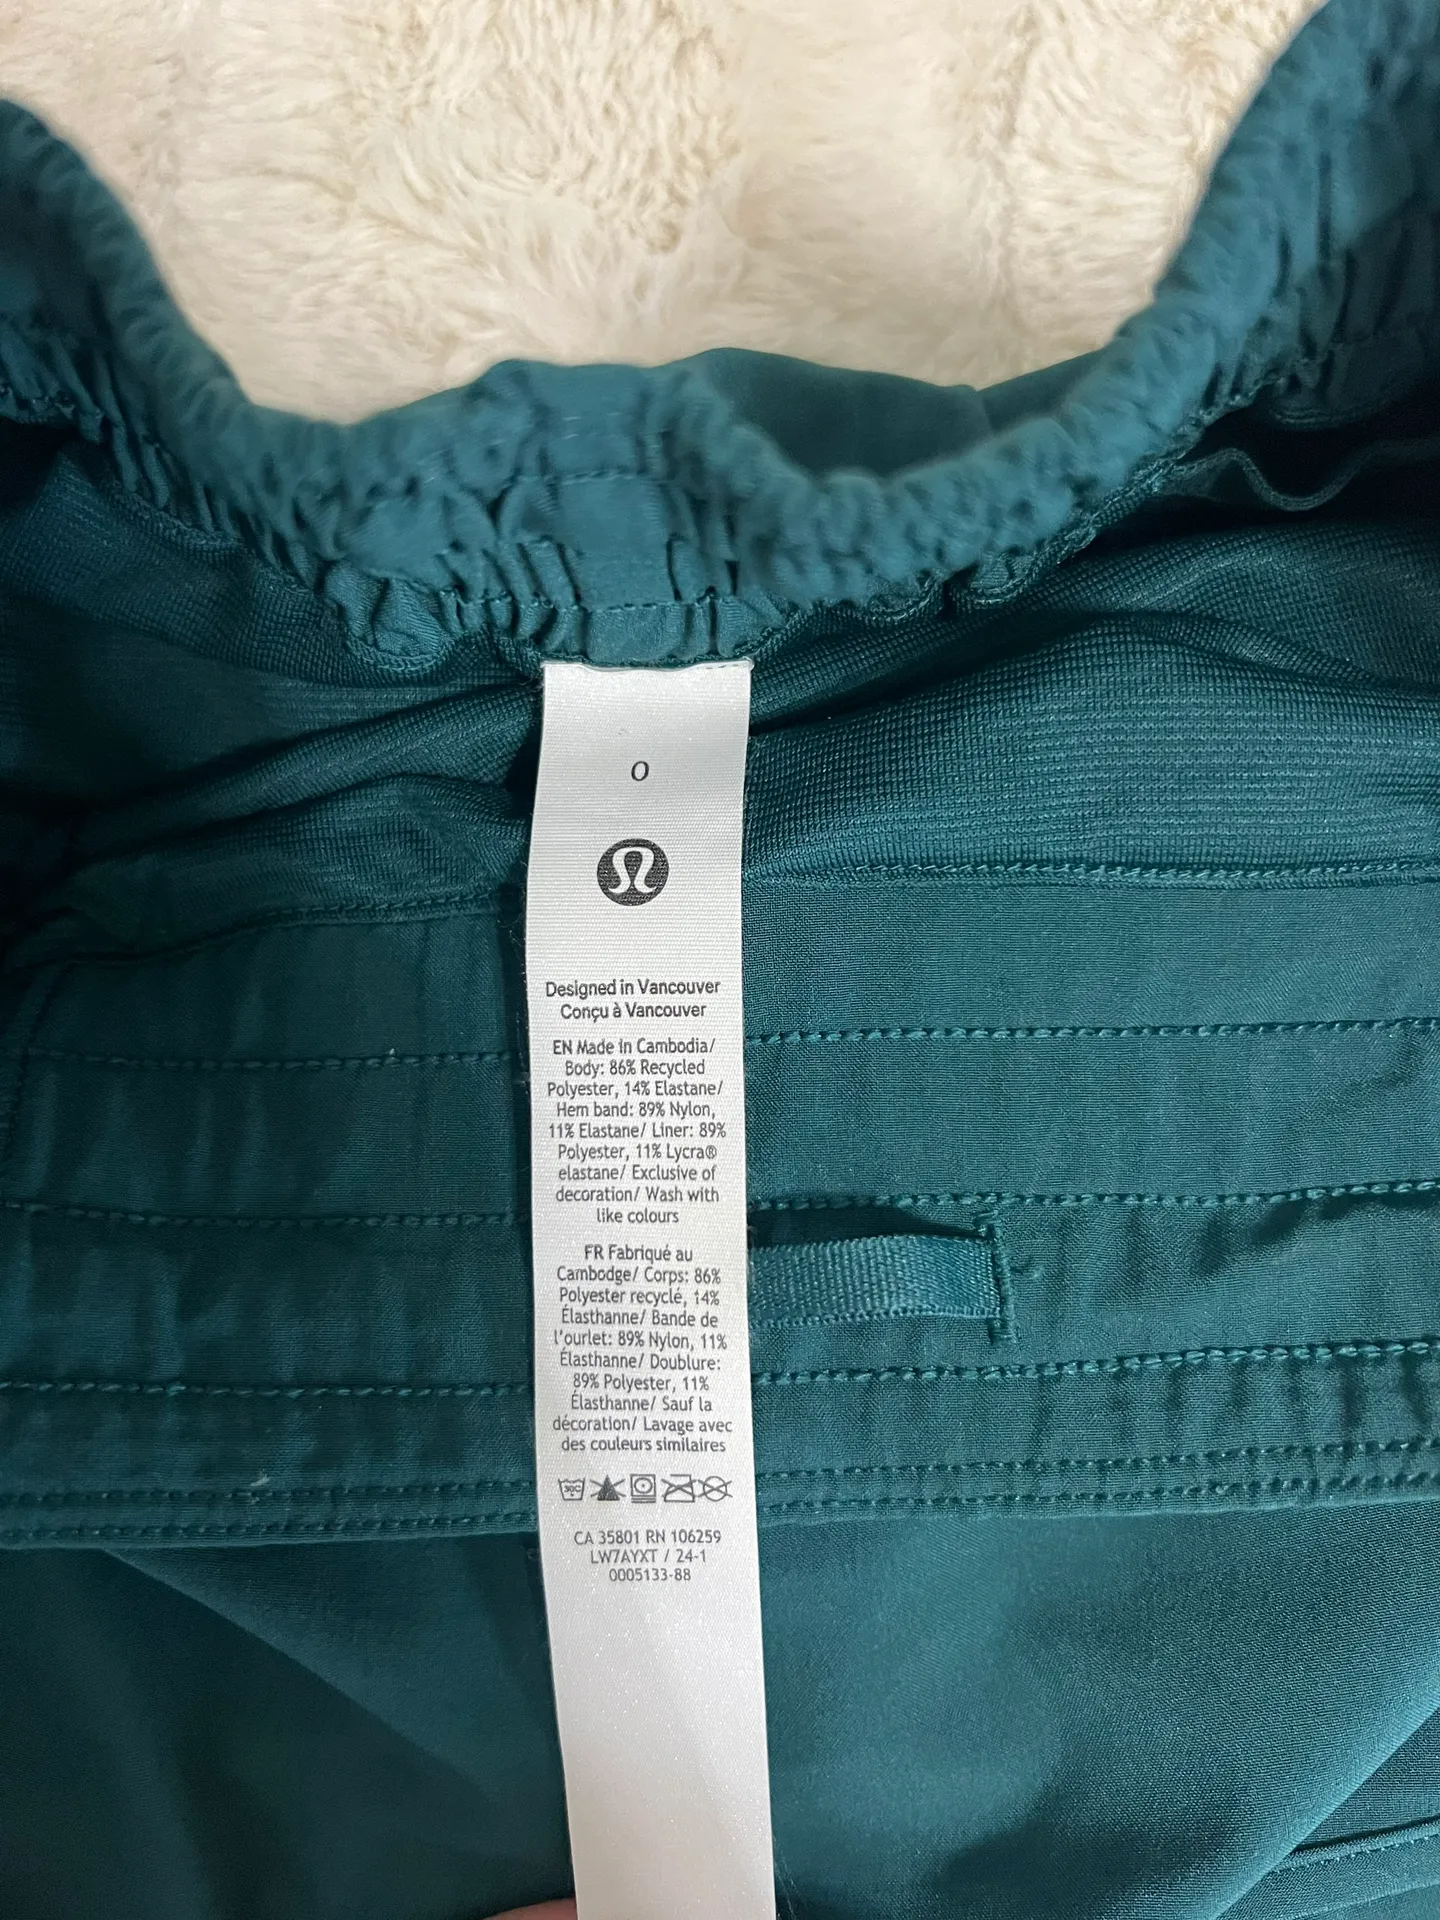 0
Designed in Vancouver
Conçu à Vancouver
EN Made in Cambodia/
Body: 86% Recycled
Polyester, 14% Elastane/
Hem band: 89% Nylon,
11% Elastane/ Liner: 89%
Polyester, 11% Lycra®
elastane/ Exclusive of
decoration/ Wash with
like colours
FR Fabriqué au
Cambodge/ Corps: 86%
Polyester recyclé, 14%
Élasthanne/ Bande de
l'ourlet: 89% Nylon, 11%
Élasthanne/ Doublure:
89% Polyester, 11%
Élasthanne/ Sauf la
décoration/ Lavage avec
des couleurs similaires
30C
CA 35801 RN 106259
LW7AYXT / 24-1
0005133-88